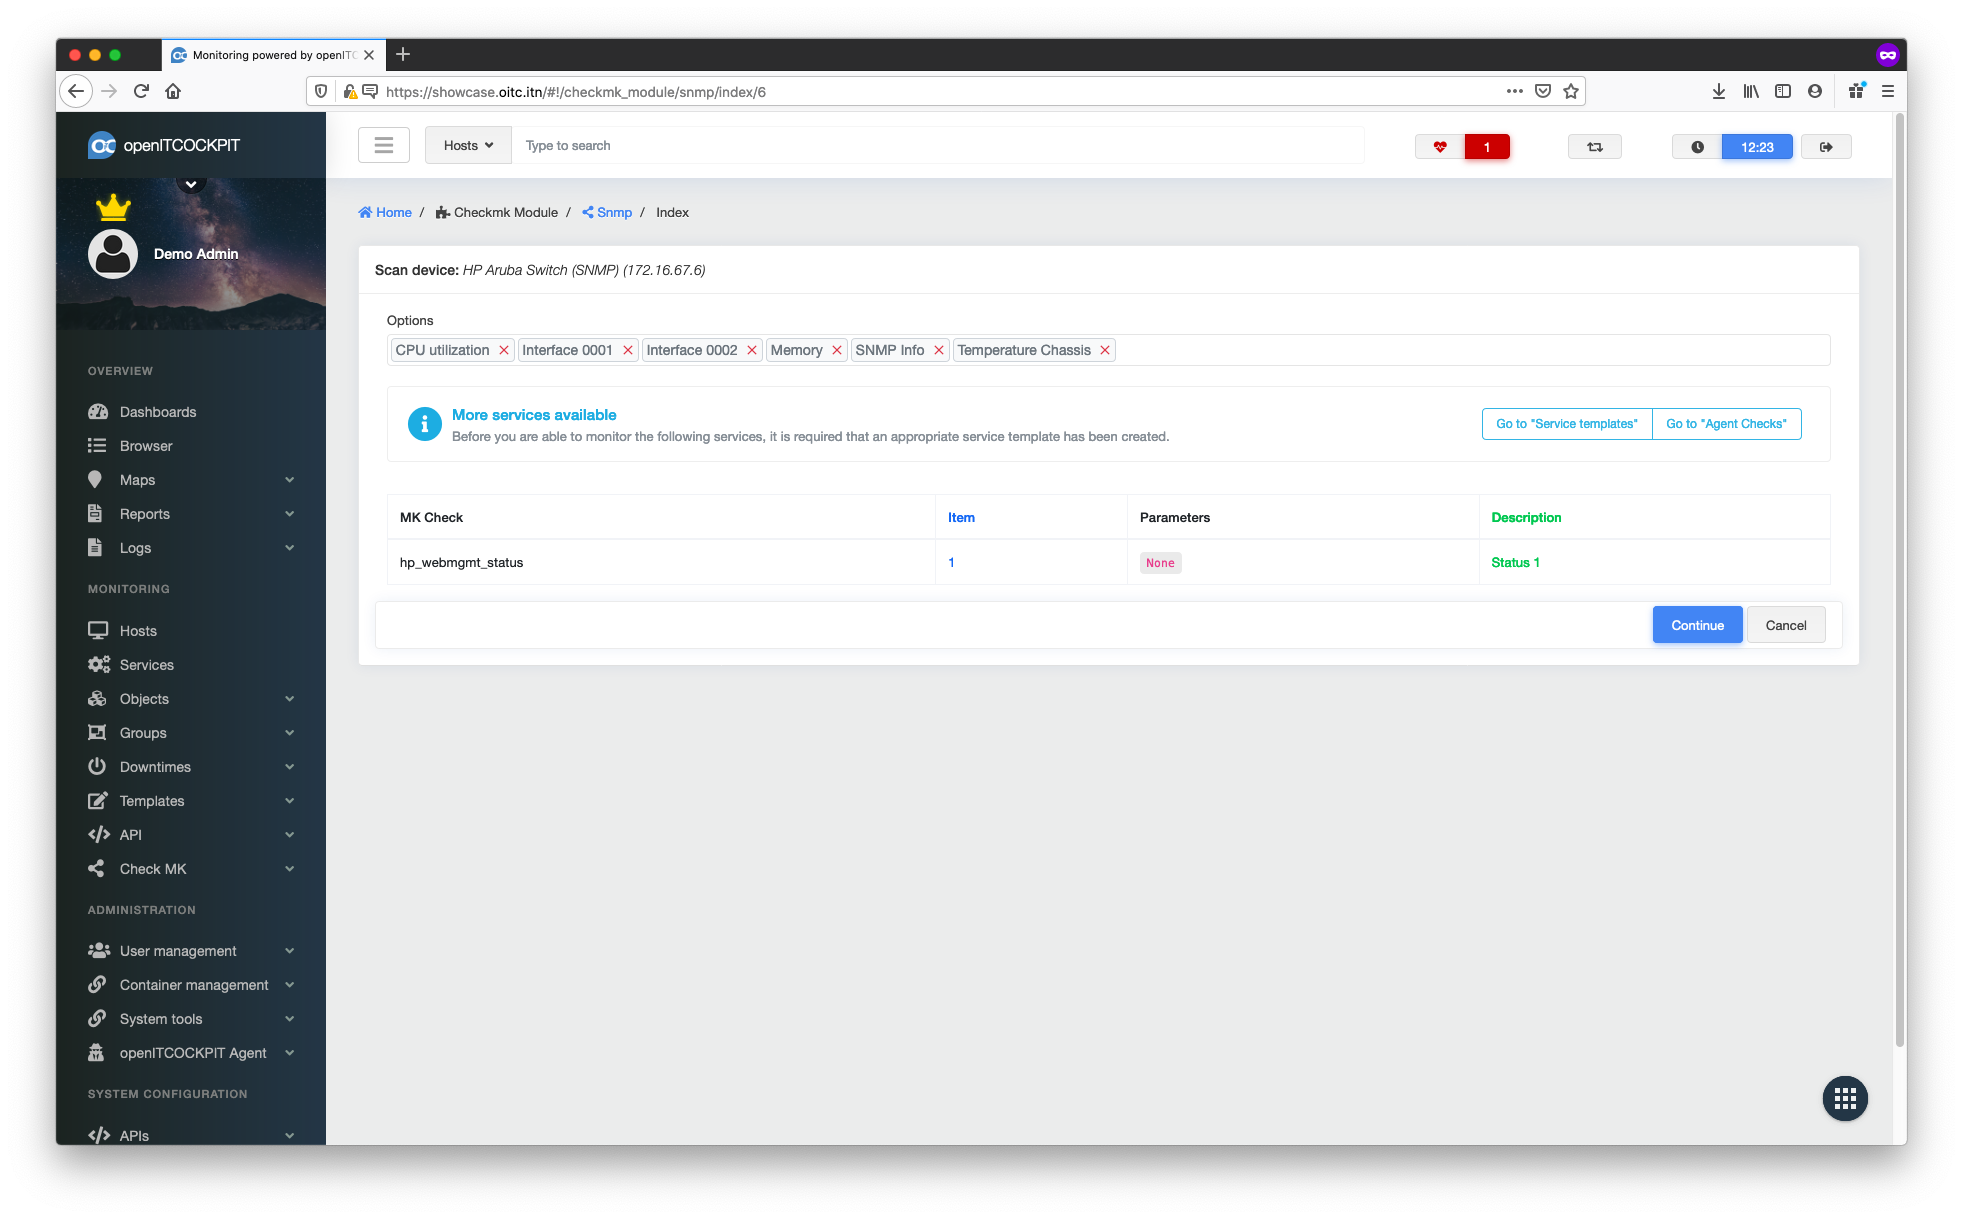 Monitoring powered by openITC
https://showcase.oitc.itn/#!/checkmk_module/snmp/index/6
openITCOCKPIT
Hosts
Type to search
1
12:23
Demo Admin
Home / Checkmk Module / Snmp / Index
Scan device: HP Aruba Switch (SNMP) (172.16.67.6)
Options
CPU utilization Interface 0001 Interface 0002 Memory SNMP Info Temperature Chassis
More services available
Before you are able to monitor the following services, it is required that an appropriate service template has been created.
Go to "Service templates" Go to "Agent Checks"
MK Check Item Parameters Description
hp_webmgmt_status 1 None Status 1
Continue Cancel
OVERVIEW
Dashboards
Browser
Maps
Reports
Logs
MONITORING
Hosts
Services
Objects
Groups
Downtimes
Templates
API
Check MK
ADMINISTRATION
User management
Container management
System tools
openITCOCKPIT Agent
SYSTEM CONFIGURATION
APIs